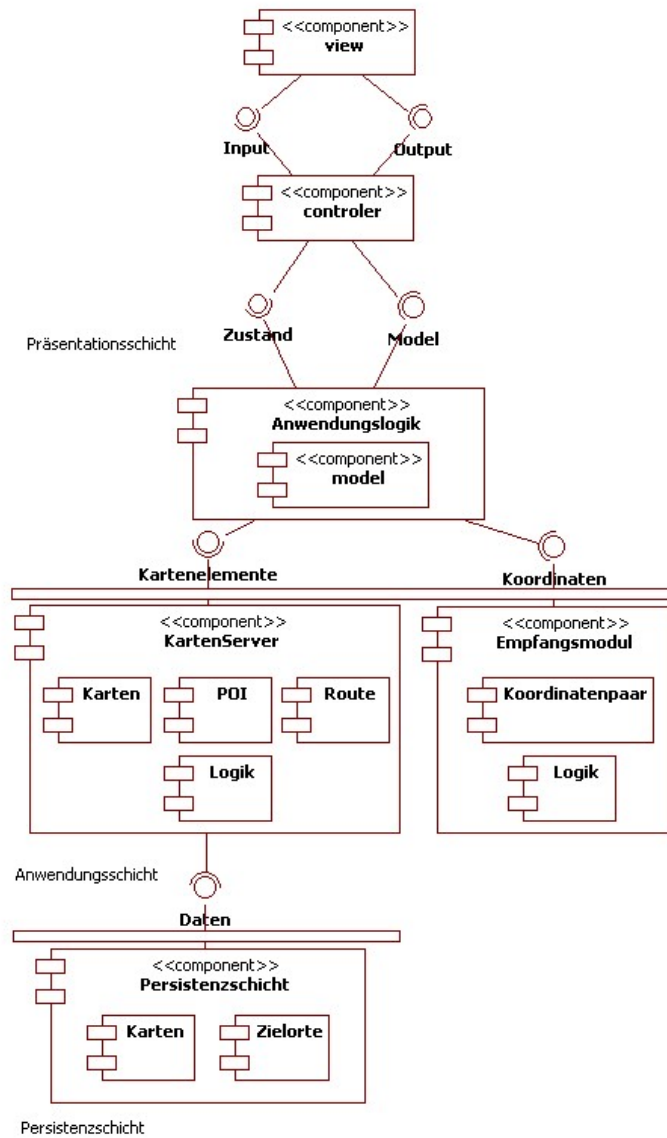 <<component>>
view
Input
Output
<<component>>
controler
Zustand
Model
Präsentationsschicht
<<component>>
Anwendungslogik
<<component>>
model
Kartenelemente
Koordinaten
<<component>>
KartenServer
<<component>>
Empfangsmodul
Karten
POI
Route
Koordinatenpaar
Logik
Logik
Anwendungsschicht
Daten
<<component>>
Persistenzschicht
Karten
Zielorte
Persistenzschicht